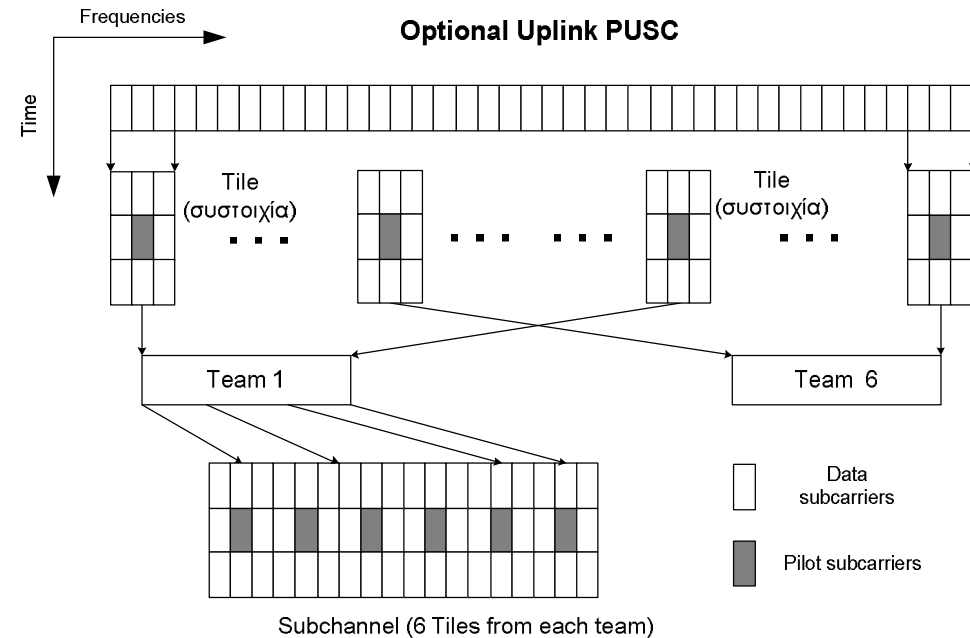 Frequencies
Optional Uplink PUSC
Time
Tile
(συστοιχία)
Tile
(συστοιχία)
Team 1
Team 6
Data
subcarriers
Pilot subcarriers
Subchannel (6 Tiles from each team)